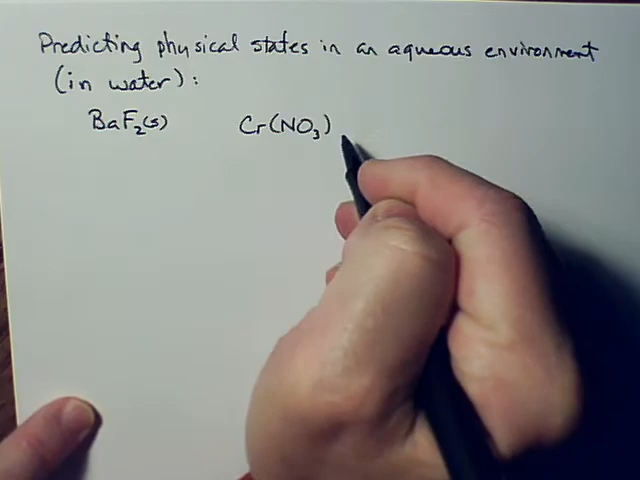 Predicting physical states in an aqueous environment
(in water):
BaF₂(s) Cr(NO₃)